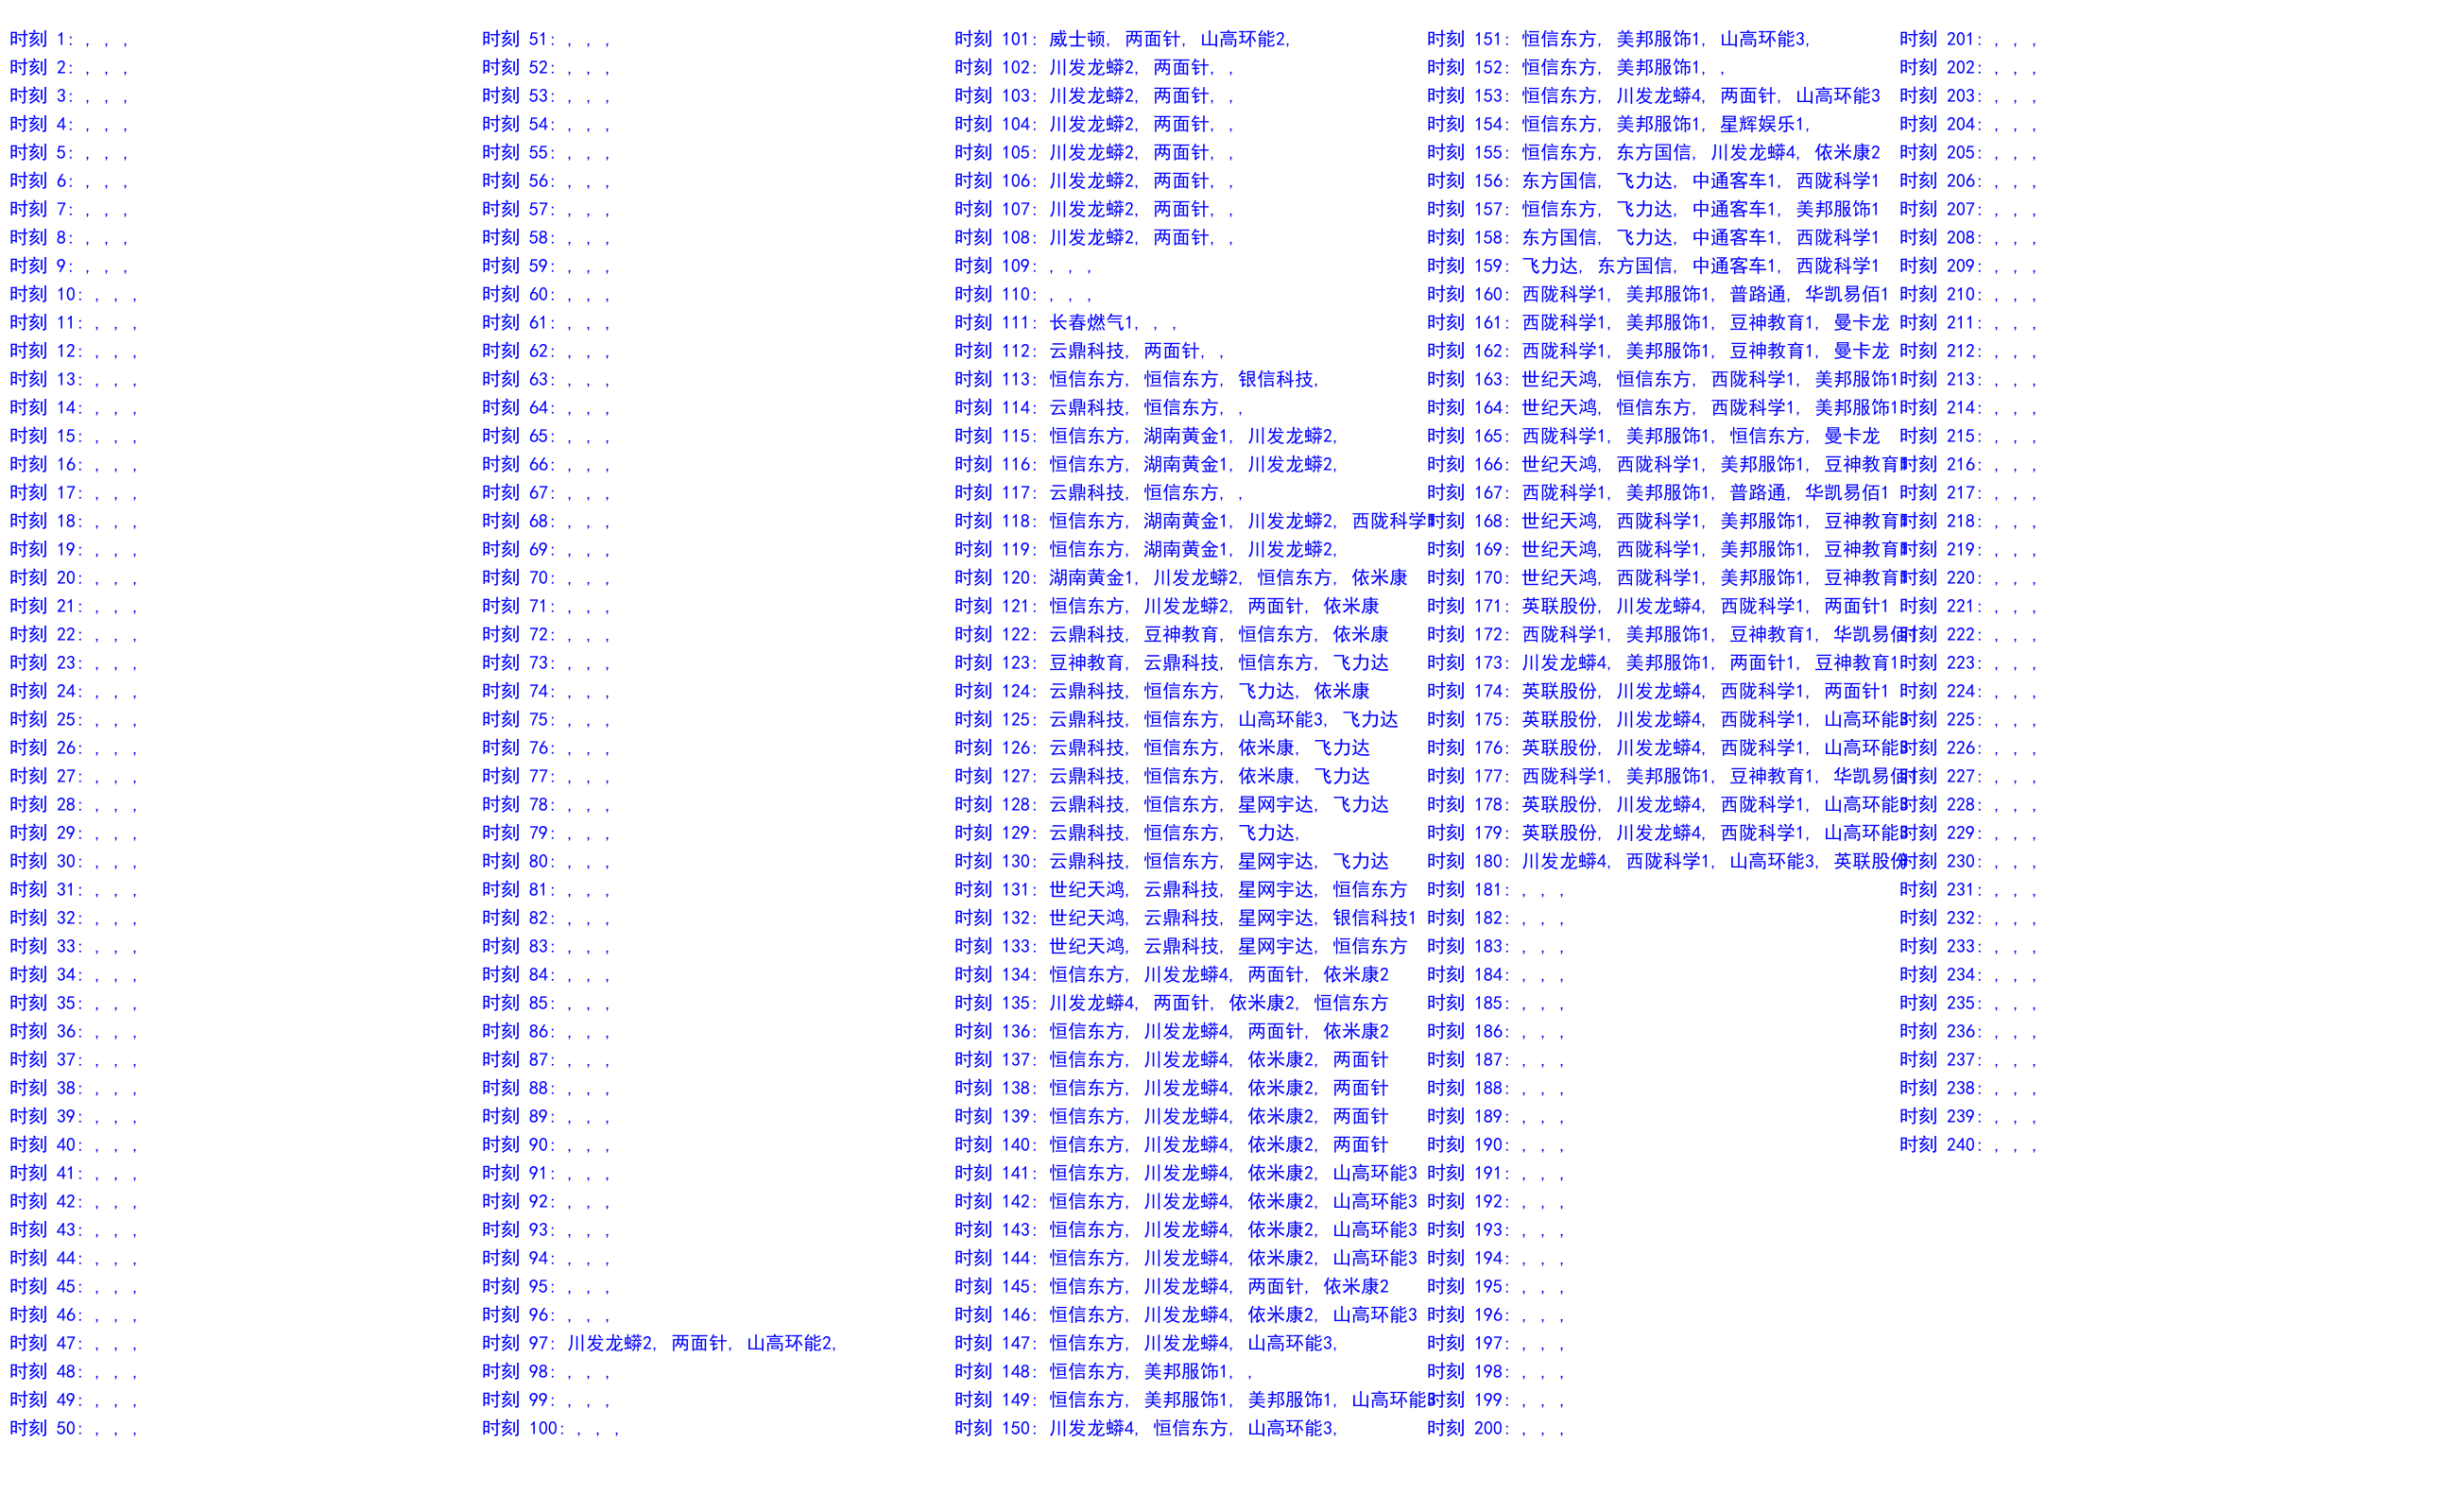 时刻 1: , , ,
时刻 2: , , ,
时刻 3: , , ,
时刻 4: , , ,
时刻 5: , , ,
时刻 6: , , ,
时刻 7: , , ,
时刻 8: , , ,
时刻 9: , , ,
时刻 10: , , ,
时刻 11: , , ,
时刻 12: , , ,
时刻 13: , , ,
时刻 14: , , ,
时刻 15: , , ,
时刻 16: , , ,
时刻 17: , , ,
时刻 18: , , ,
时刻 19: , , ,
时刻 20: , , ,
时刻 21: , , ,
时刻 22: , , ,
时刻 23: , , ,
时刻 24: , , ,
时刻 25: , , ,
时刻 26: , , ,
时刻 27: , , ,
时刻 28: , , ,
时刻 29: , , ,
时刻 30: , , ,
时刻 31: , , ,
时刻 32: , , ,
时刻 33: , , ,
时刻 34: , , ,
时刻 35: , , ,
时刻 36: , , ,
时刻 37: , , ,
时刻 38: , , ,
时刻 39: , , ,
时刻 40: , , ,
时刻 41: , , ,
时刻 42: , , ,
时刻 43: , , ,
时刻 44: , , ,
时刻 45: , , ,
时刻 46: , , ,
时刻 47: , , ,
时刻 48: , , ,
时刻 49: , , ,
时刻 50: , , ,
时刻 51: , , ,
时刻 52: , , ,
时刻 53: , , ,
时刻 54: , , ,
时刻 55: , , ,
时刻 56: , , ,
时刻 57: , , ,
时刻 58: , , ,
时刻 59: , , ,
时刻 60: , , ,
时刻 61: , , ,
时刻 62: , , ,
时刻 63: , , ,
时刻 64: , , ,
时刻 65: , , ,
时刻 66: , , ,
时刻 67: , , ,
时刻 68: , , ,
时刻 69: , , ,
时刻 70: , , ,
时刻 71: , , ,
时刻 72: , , ,
时刻 73: , , ,
时刻 74: , , ,
时刻 75: , , ,
时刻 76: , , ,
时刻 77: , , ,
时刻 78: , , ,
时刻 79: , , ,
时刻 80: , , ,
时刻 81: , , ,
时刻 82: , , ,
时刻 83: , , ,
时刻 84: , , ,
时刻 85: , , ,
时刻 86: , , ,
时刻 87: , , ,
时刻 88: , , ,
时刻 89: , , ,
时刻 90: , , ,
时刻 91: , , ,
时刻 92: , , ,
时刻 93: , , ,
时刻 94: , , ,
时刻 95: , , ,
时刻 96: , , ,
时刻 97: 川发龙蟒2, 两面针, 山高环能2,
时刻 98: , , ,
时刻 99: , , ,
时刻 100: , , ,
时刻 101: 威士顿, 两面针, 山高环能2,
时刻 102: 川发龙蟒2, 两面针, ,
时刻 103: 川发龙蟒2, 两面针, ,
时刻 104: 川发龙蟒2, 两面针, ,
时刻 105: 川发龙蟒2, 两面针, ,
时刻 106: 川发龙蟒2, 两面针, ,
时刻 107: 川发龙蟒2, 两面针, ,
时刻 108: 川发龙蟒2, 两面针, ,
时刻 109: , , ,
时刻 110: , , ,
时刻 111: 长春燃气1, , ,
时刻 112: 云鼎科技, 两面针, ,
时刻 113: 恒信东方, 恒信东方, 银信科技,
时刻 114: 云鼎科技, 恒信东方, ,
时刻 115: 恒信东方, 湖南黄金1, 川发龙蟒2,
时刻 116: 恒信东方, 湖南黄金1, 川发龙蟒2,
时刻 117: 云鼎科技, 恒信东方, ,
时刻 118: 恒信东方, 湖南黄金1, 川发龙蟒2, 西陇科学
时刻 119: 恒信东方, 湖南黄金1, 川发龙蟒2,
时刻 120: 湖南黄金1, 川发龙蟒2, 恒信东方, 依米康
时刻 121: 恒信东方, 川发龙蟒2, 两面针, 依米康
时刻 122: 云鼎科技, 豆神教育, 恒信东方, 依米康
时刻 123: 豆神教育, 云鼎科技, 恒信东方, 飞力达
时刻 124: 云鼎科技, 恒信东方, 飞力达, 依米康
时刻 125: 云鼎科技, 恒信东方, 山高环能3, 飞力达
时刻 126: 云鼎科技, 恒信东方, 依米康, 飞力达
时刻 127: 云鼎科技, 恒信东方, 依米康, 飞力达
时刻 128: 云鼎科技, 恒信东方, 星网宇达, 飞力达
时刻 129: 云鼎科技, 恒信东方, 飞力达,
时刻 130: 云鼎科技, 恒信东方, 星网宇达, 飞力达
时刻 131: 世纪天鸿, 云鼎科技, 星网宇达, 恒信东方
时刻 132: 世纪天鸿, 云鼎科技, 星网宇达, 银信科技1
时刻 133: 世纪天鸿, 云鼎科技, 星网宇达, 恒信东方
时刻 134: 恒信东方, 川发龙蟒4, 两面针, 依米康2
时刻 135: 川发龙蟒4, 两面针, 依米康2, 恒信东方
时刻 136: 恒信东方, 川发龙蟒4, 两面针, 依米康2
时刻 137: 恒信东方, 川发龙蟒4, 依米康2, 两面针
时刻 138: 恒信东方, 川发龙蟒4, 依米康2, 两面针
时刻 139: 恒信东方, 川发龙蟒4, 依米康2, 两面针
时刻 140: 恒信东方, 川发龙蟒4, 依米康2, 两面针
时刻 141: 恒信东方, 川发龙蟒4, 依米康2, 山高环能3
时刻 142: 恒信东方, 川发龙蟒4, 依米康2, 山高环能3
时刻 143: 恒信东方, 川发龙蟒4, 依米康2, 山高环能3
时刻 144: 恒信东方, 川发龙蟒4, 依米康2, 山高环能3
时刻 145: 恒信东方, 川发龙蟒4, 两面针, 依米康2
时刻 146: 恒信东方, 川发龙蟒4, 依米康2, 山高环能3
时刻 147: 恒信东方, 川发龙蟒4, 山高环能3,
时刻 148: 恒信东方, 美邦服饰1, ,
时刻 149: 恒信东方, 美邦服饰1, 美邦服饰1, 山高环能
时刻 150: 川发龙蟒4, 恒信东方, 山高环能3,
时刻 151: 恒信东方, 美邦服饰1, 山高环能3,
时刻 152: 恒信东方, 美邦服饰1, ,
时刻 153: 恒信东方, 川发龙蟒4, 两面针, 山高环能3
时刻 154: 恒信东方, 美邦服饰1, 星辉娱乐1,
时刻 155: 恒信东方, 东方国信, 川发龙蟒4, 依米康2
时刻 156: 东方国信, 飞力达, 中通客车1, 西陇科学1
时刻 157: 恒信东方, 飞力达, 中通客车1, 美邦服饰1
时刻 158: 东方国信, 飞力达, 中通客车1, 西陇科学1
时刻 159: 飞力达, 东方国信, 中通客车1, 西陇科学1
时刻 160: 西陇科学1, 美邦服饰1, 普路通, 华凯易佰1
时刻 161: 西陇科学1, 美邦服饰1, 豆神教育1, 曼卡龙
时刻 162: 西陇科学1, 美邦服饰1, 豆神教育1, 曼卡龙
时刻 163: 世纪天鸿, 恒信东方, 西陇科学1, 美邦服饰1
时刻 164: 世纪天鸿, 恒信东方, 西陇科学1, 美邦服饰1
时刻 165: 西陇科学1, 美邦服饰1, 恒信东方, 曼卡龙
时刻 166: 世纪天鸿, 西陇科学1, 美邦服饰1, 豆神教育
时刻 167: 西陇科学1, 美邦服饰1, 普路通, 华凯易佰1
时刻 168: 世纪天鸿, 西陇科学1, 美邦服饰1, 豆神教育
时刻 169: 世纪天鸿, 西陇科学1, 美邦服饰1, 豆神教育
时刻 170: 世纪天鸿, 西陇科学1, 美邦服饰1, 豆神教育
时刻 171: 英联股份, 川发龙蟒4, 西陇科学1, 两面针1
时刻 172: 西陇科学1, 美邦服饰1, 豆神教育1, 华凯易佰1
时刻 173: 川发龙蟒4, 美邦服饰1, 两面针1, 豆神教育1
时刻 174: 英联股份, 川发龙蟒4, 西陇科学1, 两面针1
时刻 175: 英联股份, 川发龙蟒4, 西陇科学1, 山高环能
时刻 176: 英联股份, 川发龙蟒4, 西陇科学1, 山高环能
时刻 177: 西陇科学1, 美邦服饰1, 豆神教育1, 华凯易佰1
时刻 178: 英联股份, 川发龙蟒4, 西陇科学1, 山高环能
时刻 179: 英联股份, 川发龙蟒4, 西陇科学1, 山高环能
时刻 180: 川发龙蟒4, 西陇科学1, 山高环能3, 英联股份
时刻 181: , , ,
时刻 182: , , ,
时刻 183: , , ,
时刻 184: , , ,
时刻 185: , , ,
时刻 186: , , ,
时刻 187: , , ,
时刻 188: , , ,
时刻 189: , , ,
时刻 190: , , ,
时刻 191: , , ,
时刻 192: , , ,
时刻 193: , , ,
时刻 194: , , ,
时刻 195: , , ,
时刻 196: , , ,
时刻 197: , , ,
时刻 198: , , ,
时刻 199: , , ,
时刻 200: , , ,
时刻 201: , , ,
时刻 202: , , ,
时刻 203: , , ,
时刻 204: , , ,
时刻 205: , , ,
时刻 206: , , ,
时刻 207: , , ,
时刻 208: , , ,
时刻 209: , , ,
时刻 210: , , ,
时刻 211: , , ,
时刻 212: , , ,
时刻 213: , , ,
时刻 214: , , ,
时刻 215: , , ,
时刻 216: , , ,
时刻 217: , , ,
时刻 218: , , ,
时刻 219: , , ,
时刻 220: , , ,
时刻 221: , , ,
时刻 222: , , ,
时刻 223: , , ,
时刻 224: , , ,
时刻 225: , , ,
时刻 226: , , ,
时刻 227: , , ,
时刻 228: , , ,
时刻 229: , , ,
时刻 230: , , ,
时刻 231: , , ,
时刻 232: , , ,
时刻 233: , , ,
时刻 234: , , ,
时刻 235: , , ,
时刻 236: , , ,
时刻 237: , , ,
时刻 238: , , ,
时刻 239: , , ,
时刻 240: , , ,